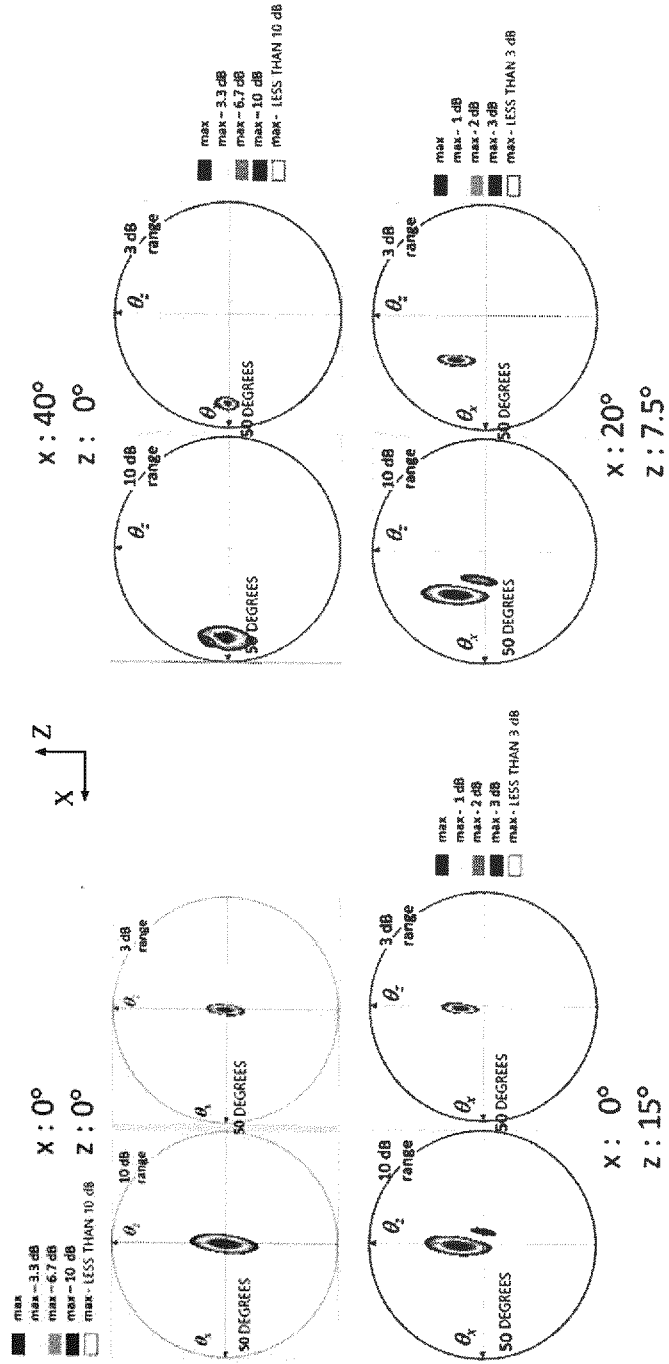 max
max – 3.3 dB
max – 6.7 dB
max – 10 dB
max - LESS THAN 10 dB
x : 0°
z : 0°
10 dB
range
θz
θx
50 DEGREES
3 dB
range
θx
50 DEGREES
X
Z
x : 40°
z : 0°
10 dB
range
θz
50 DEGREES
3 dB
range
θz
θ
50 DEGREES
max
max – 3.3 dB
max – 6.7 dB
max – 10 dB
max - LESS THAN 10 dB
10 dB
range
θz
θx
50 DEGREES
3 dB
range
θz
θx
50 DEGREES
max
max - 1 dB
max - 2 dB
max - 3 dB
max - LESS THAN 3 dB
x : 0°
z : 15°
10 dB
range
θz
θx
50 DEGREES
3 dB
range
θz
θx
50 DEGREES
max
max - 1 dB
max - 2 dB
max - 3 dB
max - LESS THAN 3 dB
x : 20°
z : 7.5°